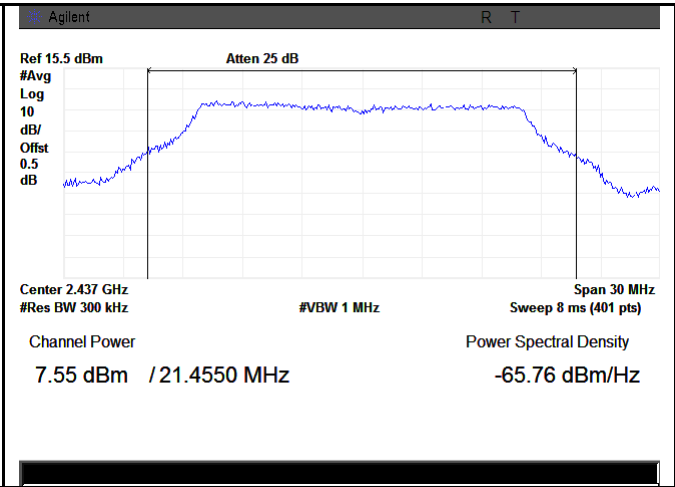 Agilent R T
Ref 15.5 dBm Atten 25 dB
#Avg
Log
10
dB/
Offst
0.5
dB
Center 2.437 GHz Span 30 MHz
#Res BW 300 kHz #VBW 1 MHz Sweep 8 ms (401 pts)
Channel Power Power Spectral Density
7.55 dBm / 21.4550 MHz -65.76 dBm/Hz